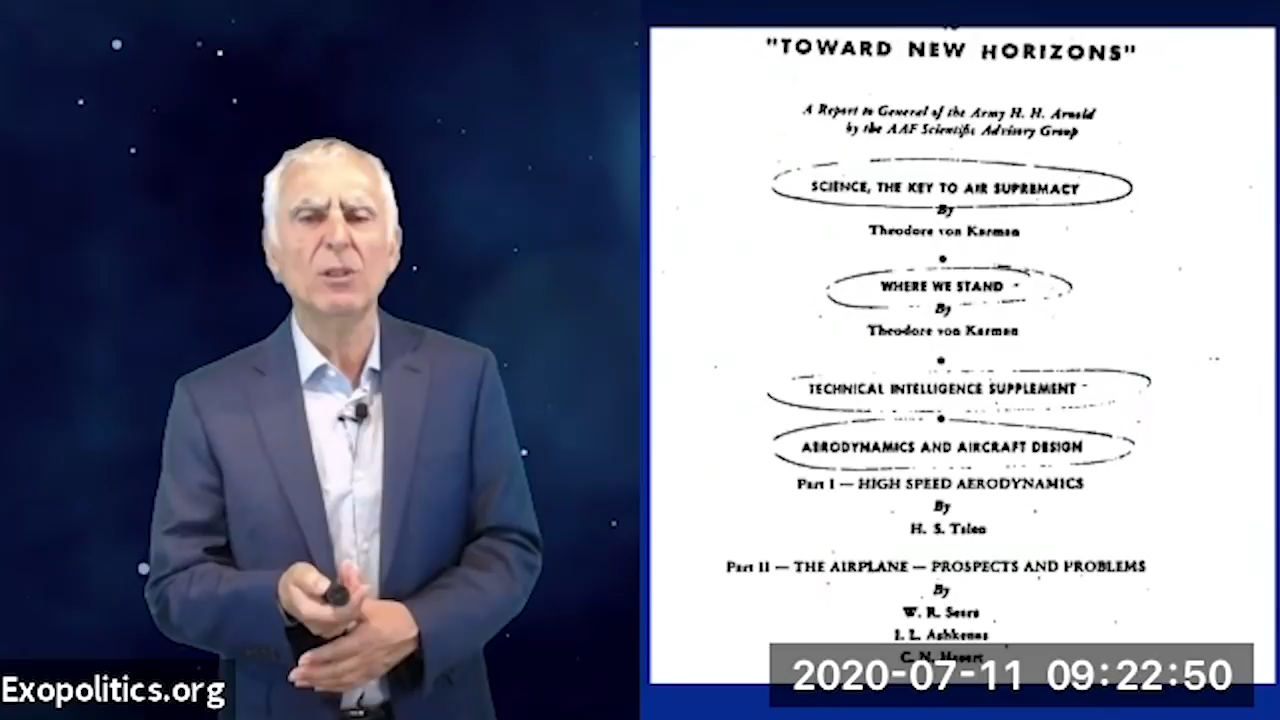 "TOWARD NEW HORIZONS"
A Report to General of the Army H. H. Arnold
by the AAF Scientific Advisory Group
SCIENCE, THE KEY TO AIR SUPREMACY
By
Theodore von Karman
WHERE WE STAND
By
Theodore von Karman
TECHNICAL INTELLIGENCE SUPPLEMENT
AERODYNAMICS AND AIRCRAFT DESIGN
Part I — HIGH SPEED AERODYNAMICS
By
H. S. Tsien
Part II — THE AIRPLANE — PROSPECTS AND PROBLEMS
By
W. R. Sears
I. L. Ashkenas
C. N.
2020-07-11 09:22:50
Exopolitics.org